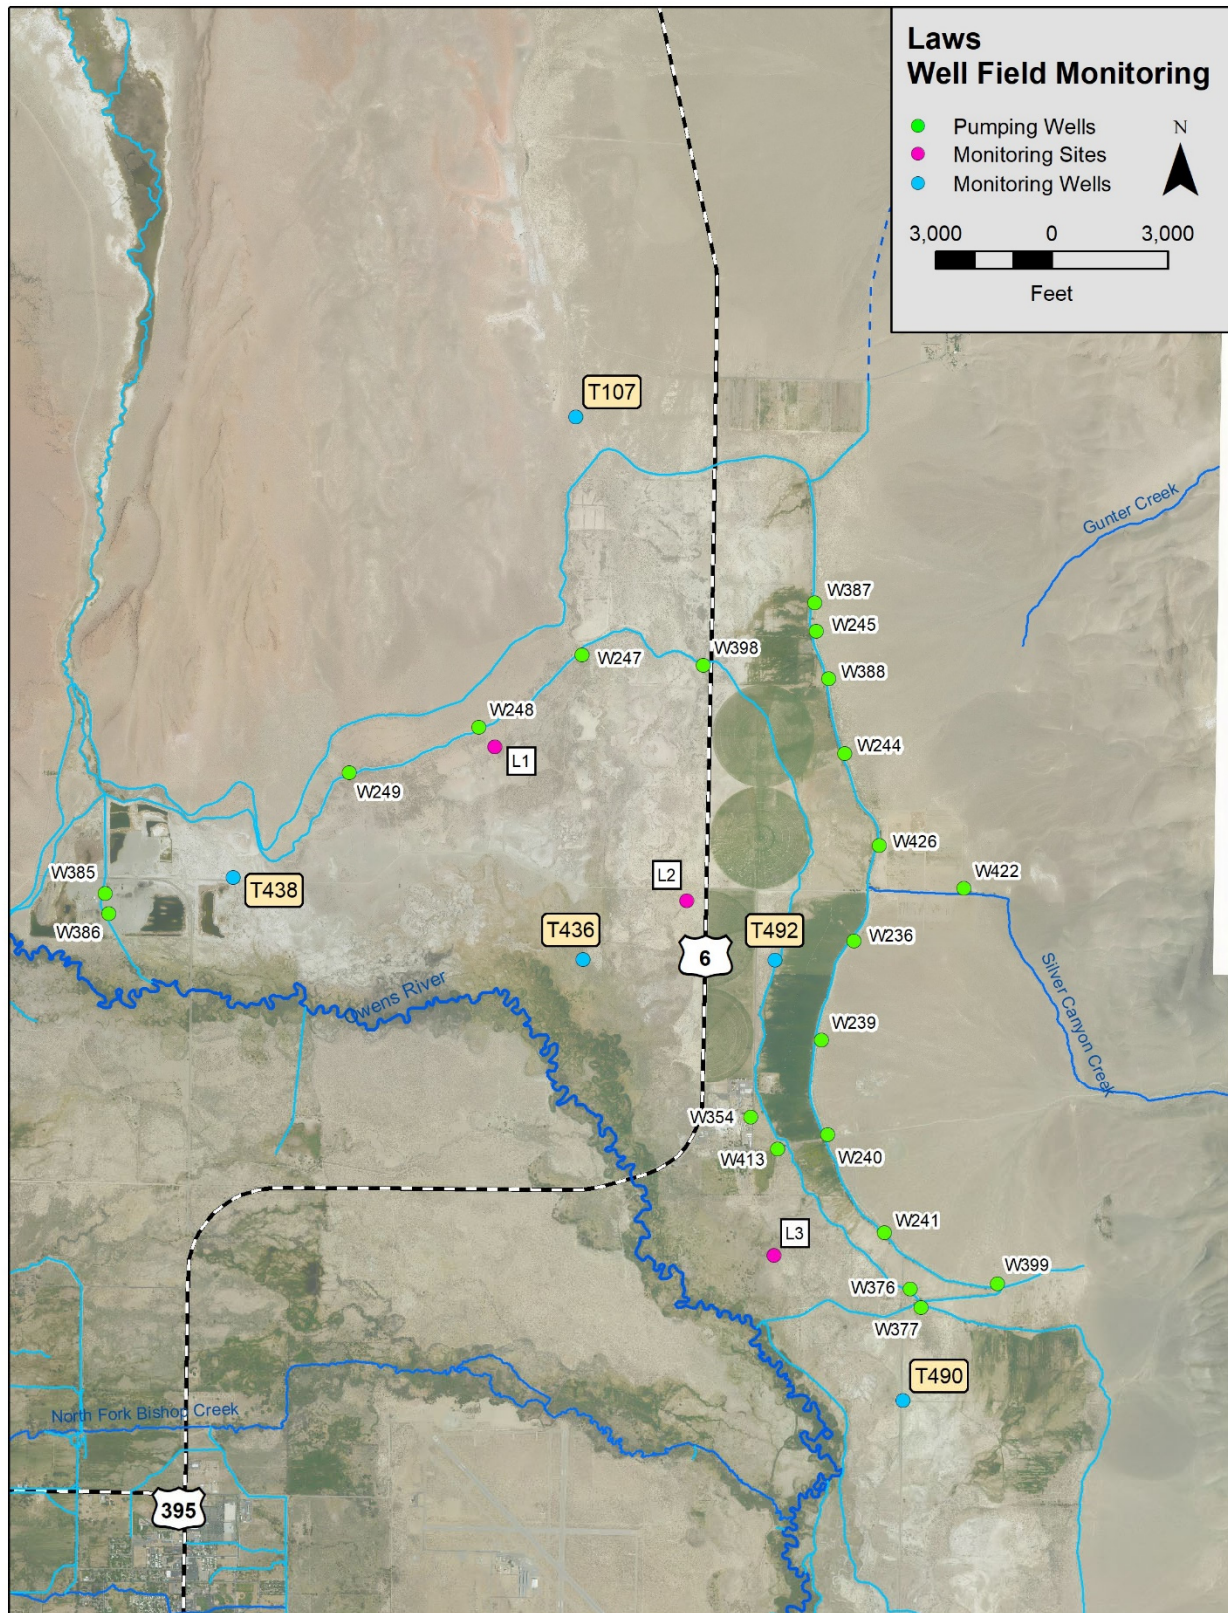 Laws
Well Field Monitoring
Pumping Wells
Monitoring Sites
Monitoring Wells
N
3,000 0 3,000
Feet
T107
Gunter Creek
W387
W245
W247
W398
W388
W248
L1
W244
W249
W426
W385
T438
L2
W422
W386
T436
T492
6
W236
Owens River
Silver Canyon Creek
W239
W354
W413
W240
W241
L3
W399
W376
W377
T490
North Fork Bishop Creek
395